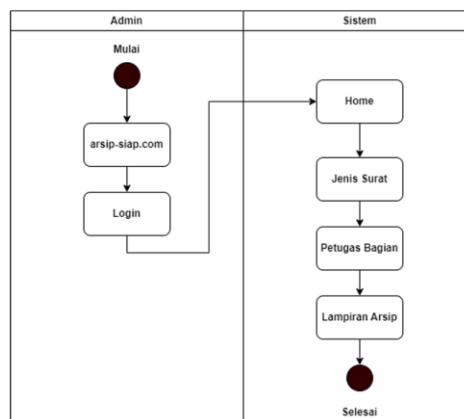 Admin
Sistem
Mulai
arsip-siap.com
Login
Home
Jenis Surat
Petugas Bagian
Lampiran Arsip
Selesai